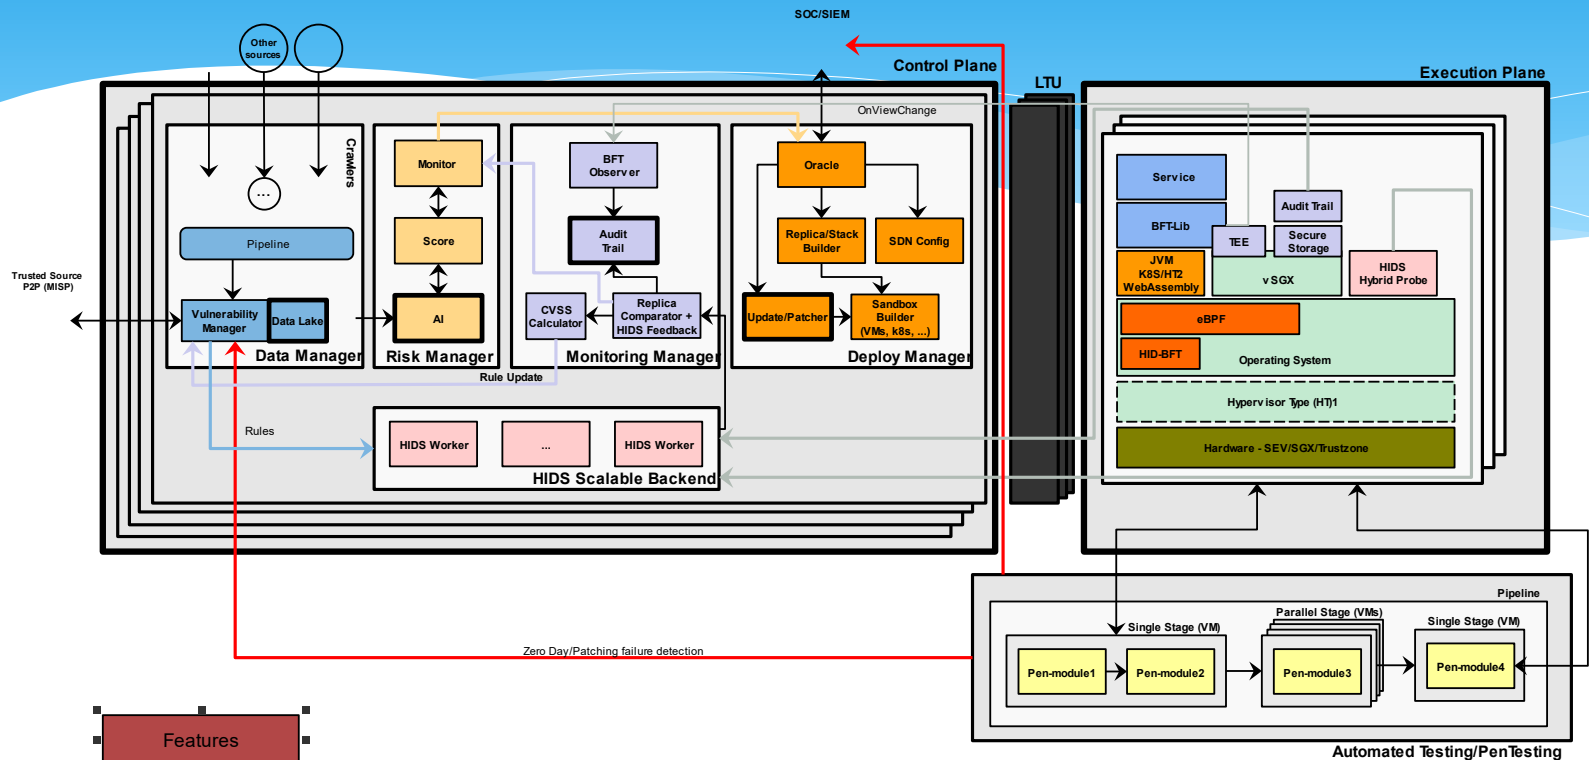 SOC/SIEM
Other
sources
Control Plane
Execution Plane
LTU
OnViewChange
Crawlers
...
Pipeline
Trusted Source
P2P (MISP)
Vulnerability
Manager
Data Lake
Data Manager
Monitor
Score
AI
Risk Manager
BFT
Observer
Audit
Trail
CVSS
Calculator
Replica
Comparator +
HIDS Feedback
Monitoring Manager
Oracle
Replica/Stack
Builder
SDN Config
Update/Patcher
Sandbox
Builder
(VMs, k8s, ...)
Deploy Manager
Rule Update
Rules
HIDS Worker
...
HIDS Worker
HIDS Scalable Backend
Service
BFT-Lib
Audit Trail
TEE
Secure
Storage
JVM
K8S/HT2
WebAssembly
vSGX
HIDS
Hybrid Probe
eBPF
HID-BFT
Operating System
Hypervisor Type (HT)1
Hardware - SEV/SGX/Trustzone
Pipeline
Single Stage (VM)
Parallel Stage (VMs)
Single Stage (VM)
Pen-module1
Pen-module2
Pen-module3
Pen-module4
Zero Day/Patching failure detection
Automated Testing/PenTesting
Features